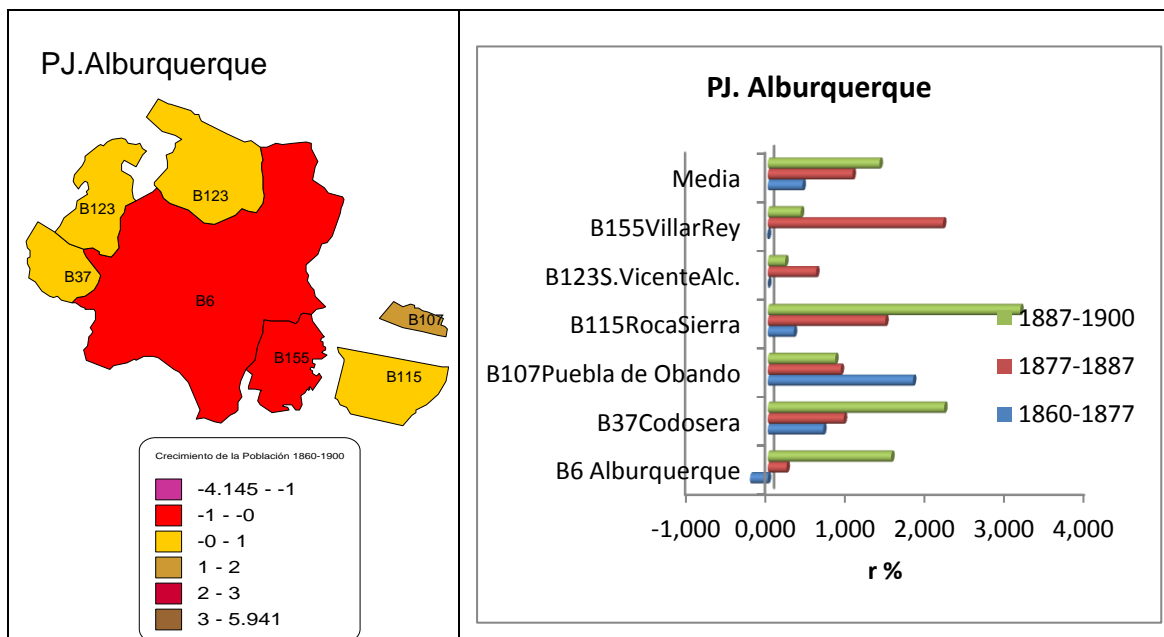 PJ.Alburquerque
B123
B123
B37
B6
B107
B155
B115
Crecimiento de la Población 1860-1900
-4.145 - -1
-1 - -0
-0 - 1
1 - 2
2 - 3
3 - 5.941
PJ. Alburquerque
Media
B155VillarRey
B123S.VicenteAlc.
B115RocaSierra
B107Puebla de Obando
B37Codosera
B6 Alburquerque
1887-1900
1877-1887
1860-1877
-1,000 0,000 1,000 2,000 3,000 4,000
r %